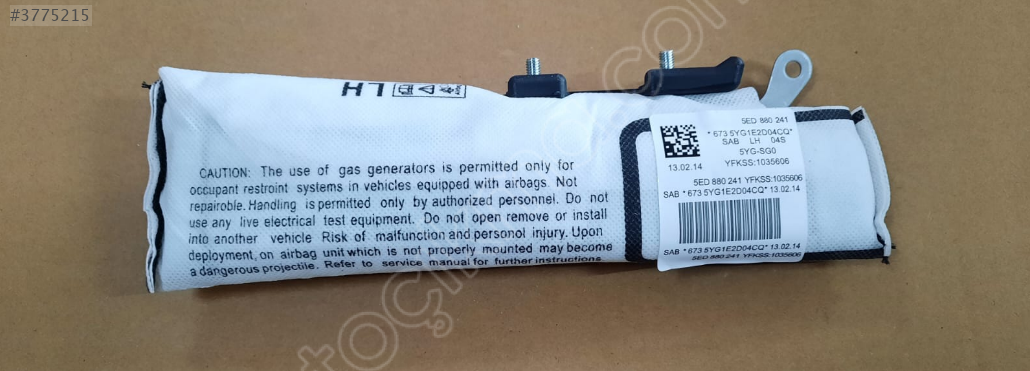 #3775215
LH
5ED 880 241
* 673 5YG1E2D04CQ*
SAB LH 04S
5YG-SG0
13.02.14 YFKSS:1035606
5ED 880 241 YFKSS:1035606
SAB * 673 5YG1E2D04CQ* 13.02.14
SAB * 673 5YG1E2D04CQ* 13.02.14
5ED 880 241 YFKSS:1035606
CAUTION: The use of gas generators is permitted only for
occupant restroint systems in vehicles equipped with airbags. Not
repairoble. Handling is permitted only by authorized personnel. Do not
use any live electrical test equipment. Do not open remove or install
into another vehicle Risk of malfunction and personol injury. Upon
deployment, on airbag unit which is not properly mounted may become
a dangerous projectile. Refer to service manual for further instructions